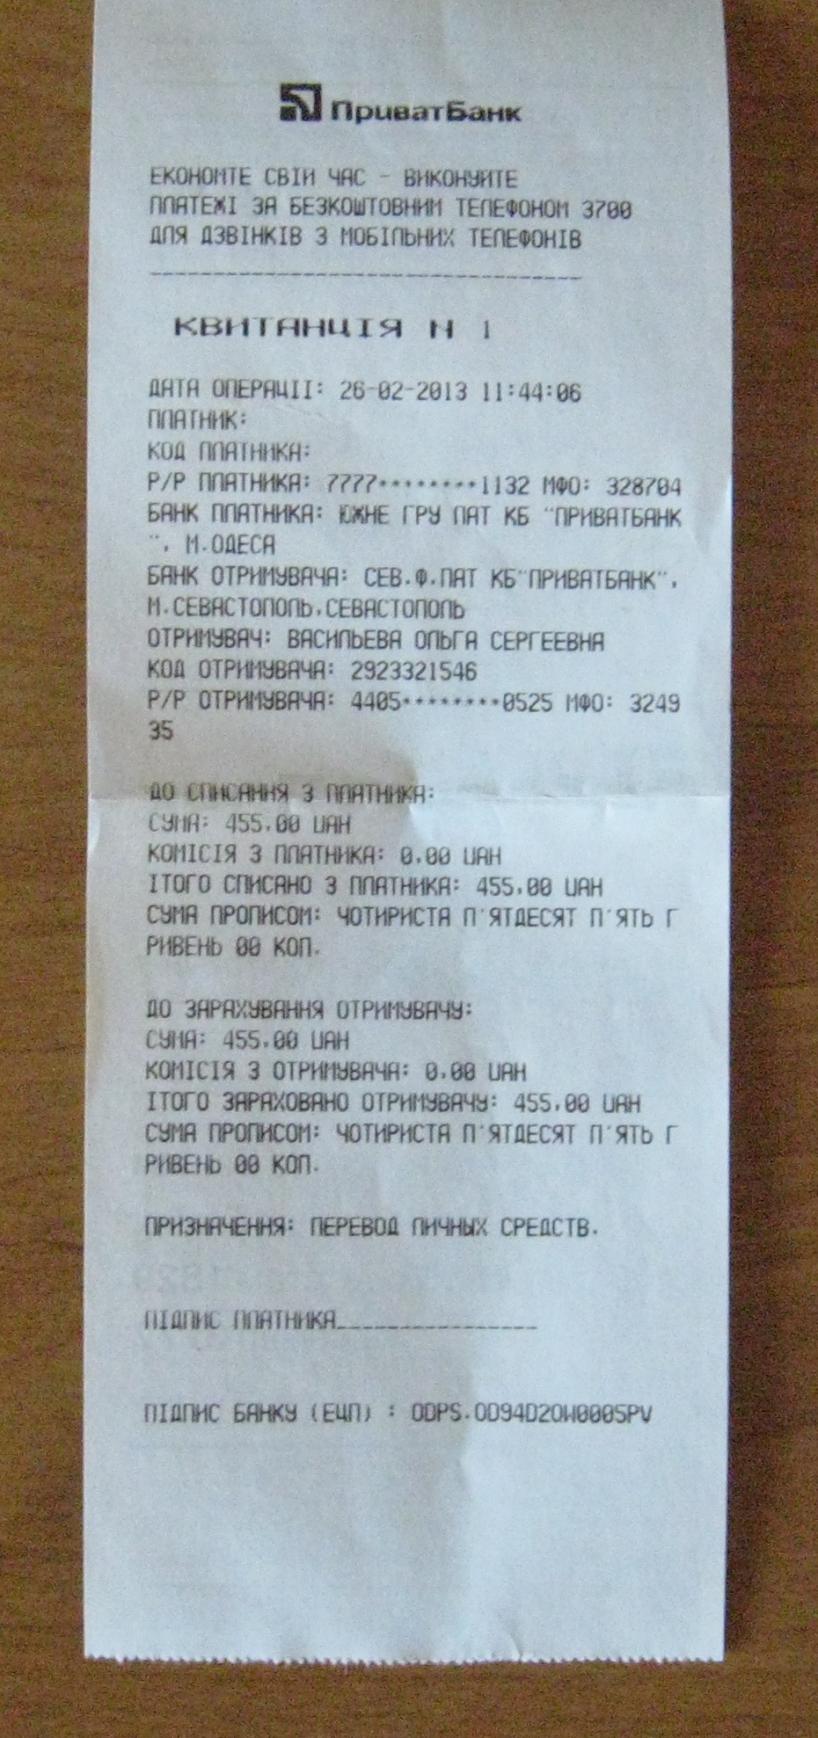 ПриватБанк
ЕКОНОМТЕ СВІЙ ЧАС - ВИКОНУЙТЕ
ПЛАТЕЖІ ЗА БЕЗКОШТОВНИМ ТЕЛЕФОНОМ 3700
ДЛЯ ДЗВІНКІВ З МОБІЛЬНИХ ТЕЛЕФОНІВ
КВИТАНЦІЯ N 1
ДАТА ОПЕРАЦІІ: 26-02-2013 11:44:06
ПЛАТНИК:
КОД ПЛАТНИКА:
Р/Р ПЛАТНИКА: 7777********1132 МФО: 328704
БАНК ПЛАТНИКА: ЮЖНЕ ГРУ ПАТ КБ "ПРИВАТБАНК
", М.ОДЕСА
БАНК ОТРИМУВАЧА: СЕВ.Ф.ПАТ КБ"ПРИВАТБАНК",
М.СЕВАСТОПОЛЬ,СЕВАСТОПОЛЬ
ОТРИМУВАЧ: ВАСИЛЬЕВА ОЛЬГА СЕРГЕЕВНА
КОД ОТРИМУВАЧА: 2923321546
Р/Р ОТРИМУВАЧА: 4405********0525 МФО: 3249
35
ДО СПИСАННЯ З ПЛАТНИКА:
СУМА: 455.00 UAH
КОМІСІЯ З ПЛАТНИКА: 0.00 UAH
ІТОГО СПИСАНО З ПЛАТНИКА: 455.00 UAH
СУМА ПРОПИСОМ: ЧОТИРИСТА П'ЯТДЕСЯТ П'ЯТЬ Г
РИВЕНЬ 00 КОП.
ДО ЗАРАХУВАННЯ ОТРИМУВАЧУ:
СУМА: 455.00 UAH
КОМІСІЯ З ОТРИМУВАЧА: 0.00 UAH
ІТОГО ЗАРАХОВАНО ОТРИМУВАЧУ: 455.00 UAH
СУМА ПРОПИСОМ: ЧОТИРИСТА П'ЯТДЕСЯТ П'ЯТЬ Г
РИВЕНЬ 00 КОП.
ПРИЗНАЧЕННЯ: ПЕРЕВОД ЛИЧНЫХ СРЕДСТВ.
ПІДПИС ПЛАТНИКА________________
ПІДПИС БАНКУ (ЕЦП) : ODPS.OD94D2OW0005PV